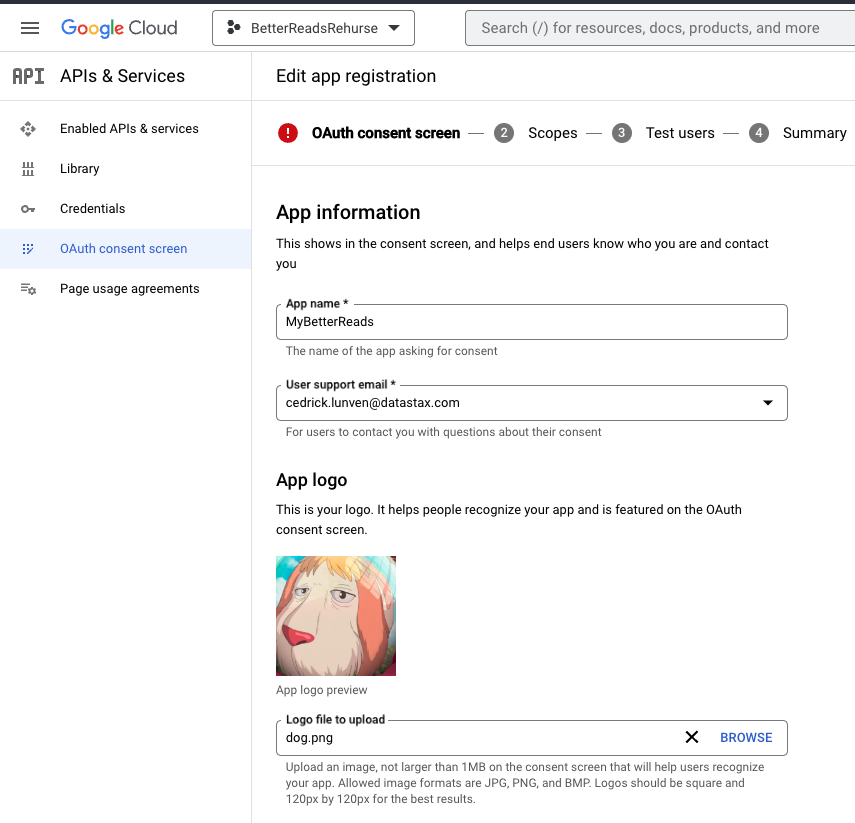 Google Cloud
BetterReadsRehurse
Search (/) for resources, docs, products, and more
API
APIs & Services
Enabled APIs & services
Library
Credentials
OAuth consent screen
Page usage agreements
Edit app registration
! OAuth consent screen — 2 Scopes — 3 Test users — 4 Summary
App information
This shows in the consent screen, and helps end users know who you are and contact
you
App name *
MyBetterReads
The name of the app asking for consent
User support email *
cedrick.lunven@datastax.com
For users to contact you with questions about their consent
App logo
This is your logo. It helps people recognize your app and is featured on the OAuth
consent screen.
App logo preview
Logo file to upload
dog.png
BROWSE
Upload an image, not larger than 1MB on the consent screen that will help users recognize
your app. Allowed image formats are JPG, PNG, and BMP. Logos should be square and
120px by 120px for the best results.